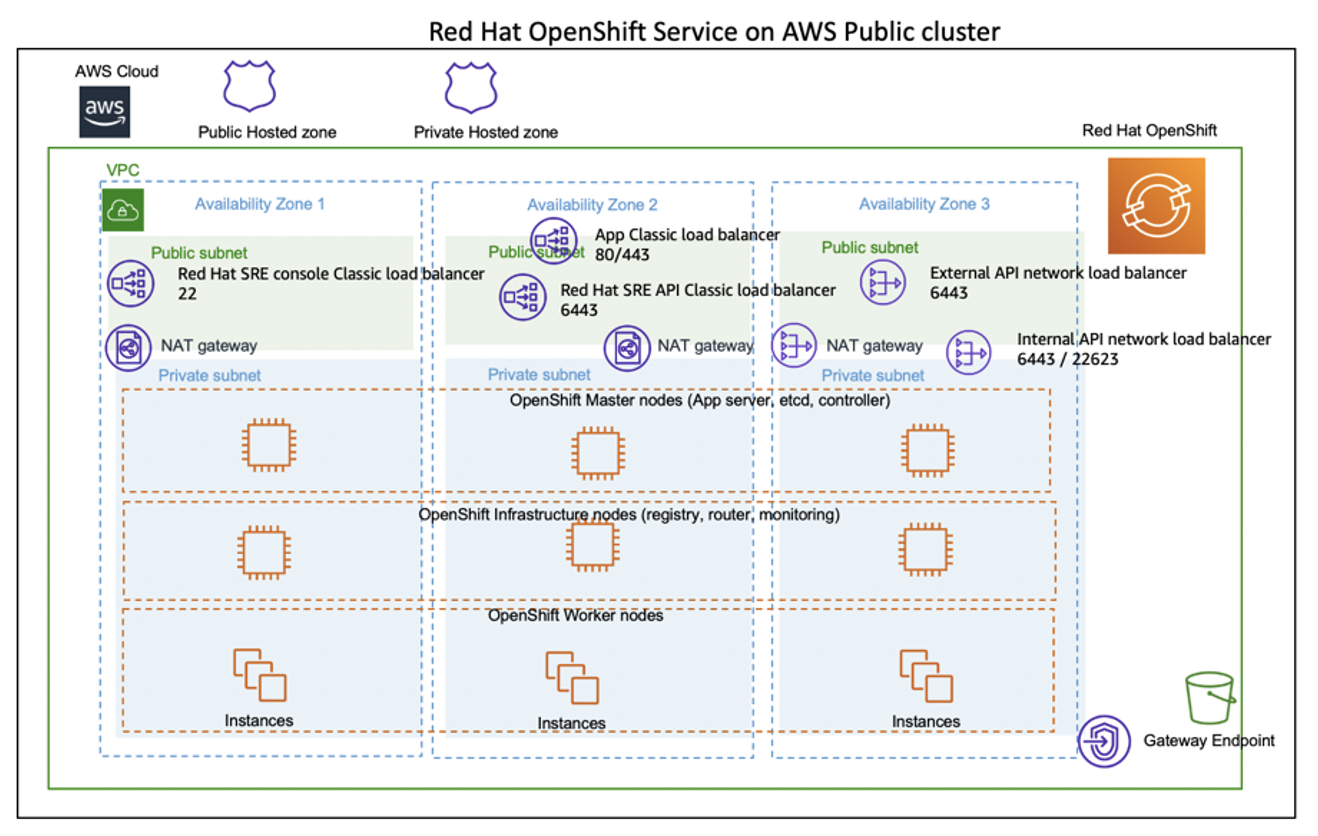 Red Hat OpenShift Service on AWS Public cluster
AWS Cloud
aws
Public Hosted zone
Private Hosted zone
Red Hat OpenShift
VPC
Availability Zone 1
Availability Zone 2
Availability Zone 3
Public subnet
Red Hat SRE console Classic load balancer
22
NAT gateway
Private subnet
App Classic load balancer
80/443
Public subnet
Red Hat SRE API Classic load balancer
6443
NAT gateway
Private subnet
Public subnet
External API network load balancer
6443
NAT gateway
Internal API network load balancer
6443 / 22623
Private subnet
OpenShift Master nodes (App server, etcd, controller)
OpenShift Infrastructure nodes (registry, router, monitoring)
OpenShift Worker nodes
Instances
Instances
Instances
Gateway Endpoint